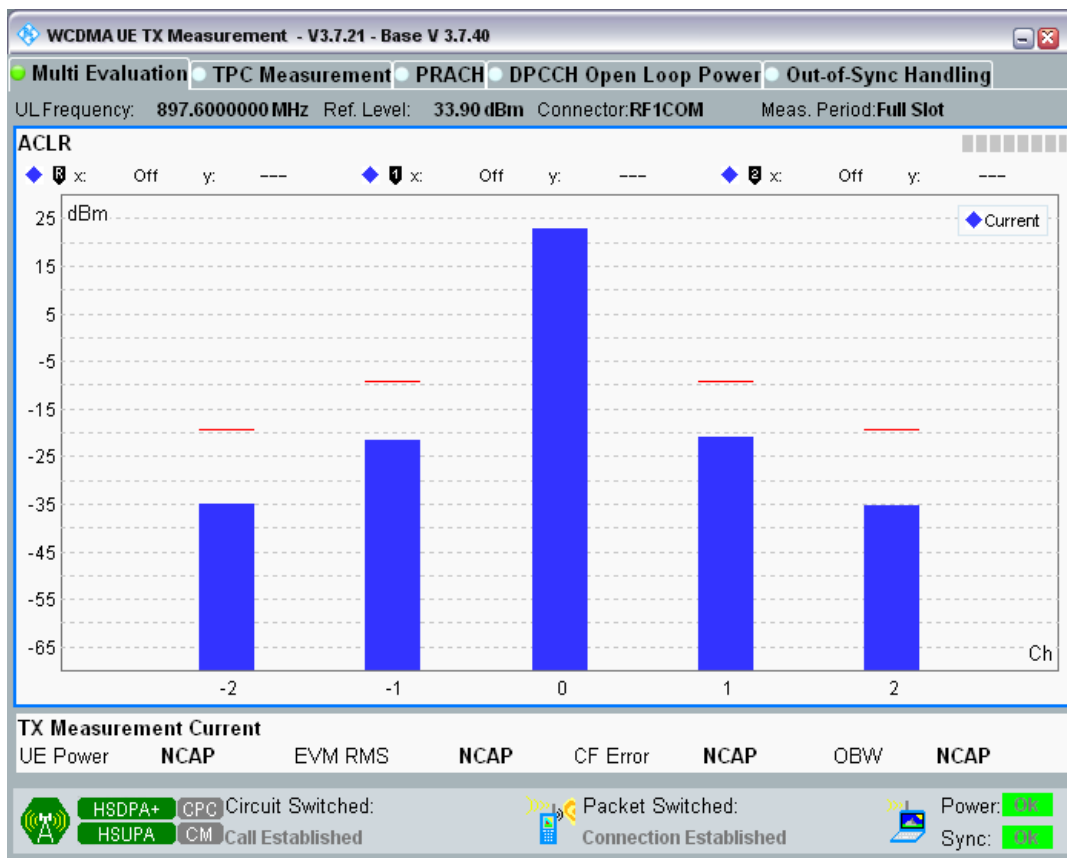 WCDMA UE TX Measurement - V3.7.21 - Base V 3.7.40
Multi Evaluation TPC Measurement PRACH DPCCH Open Loop Power Out-of-Sync Handling
UL Frequency: 897.6000000 MHz Ref. Level: 33.90 dBm Connector:RF1COM Meas. Period:Full Slot
ACLR
R x: Off y: --- 1 x: Off y: --- 2 x: Off y: ---
dBm
Current
25
15
5
-5
-15
-25
-35
-45
-55
-65
Ch
-2 -1 0 1 2
TX Measurement Current
UE Power NCAP EVM RMS NCAP CF Error NCAP OBW NCAP
HSDPA+ CPC Circuit Switched: Packet Switched: Power: OK
HSUPA CM Call Established Connection Established Sync: OK